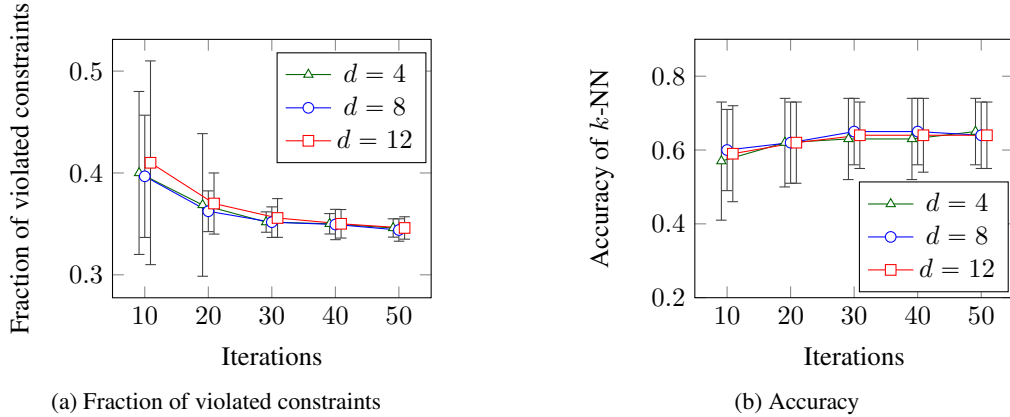 Fraction of violated constraints
0.5
0.4
0.3
10 20 30 40 50
Iterations
d = 4
d = 8
d = 12
(a) Fraction of violated constraints
Accuracy of k-NN
0.8
0.6
0.4
0.2
10 20 30 40 50
Iterations
d = 4
d = 8
d = 12
(b) Accuracy